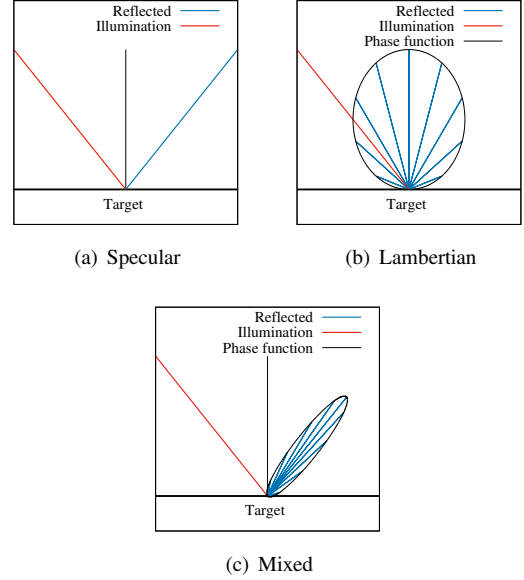 Reflected
Illumination
Target
(a) Specular
Reflected
Illumination
Phase function
Target
(b) Lambertian
Reflected
Illumination
Phase function
Target
(c) Mixed